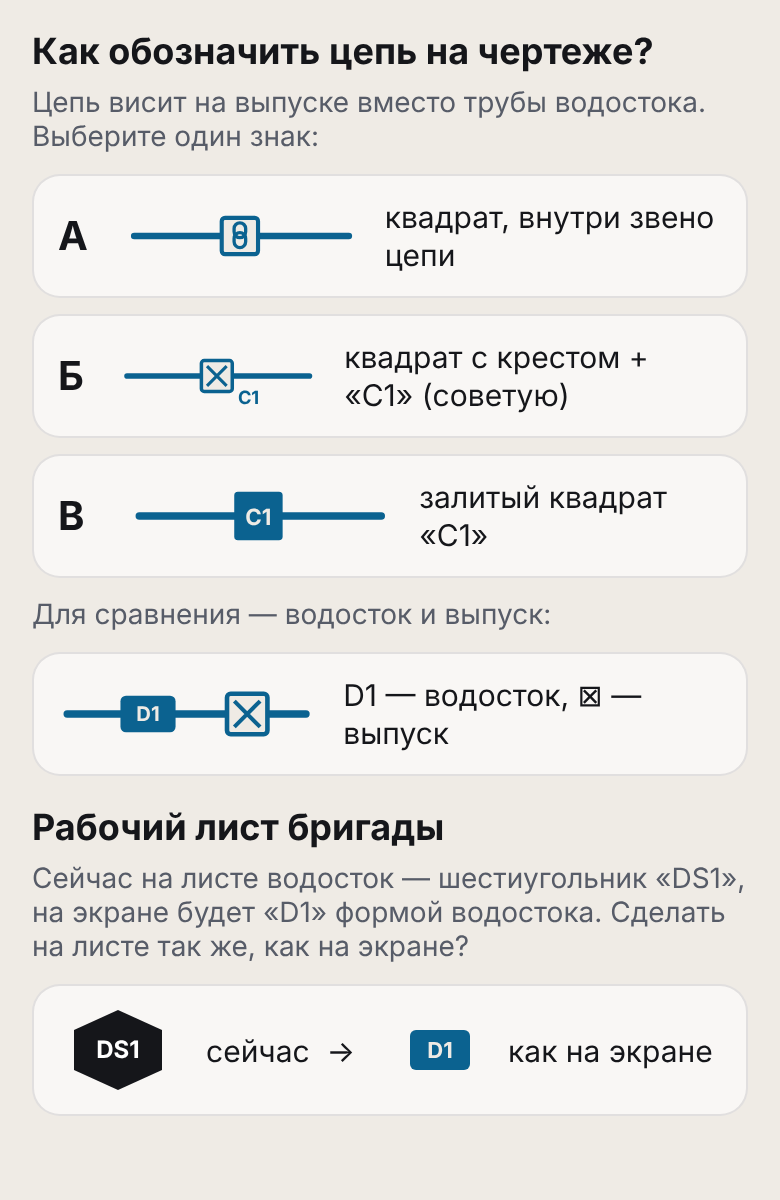 Как обозначить цепь на чертеже?
Цепь висит на выпуске вместо трубы водостока.
Выберите один знак:
А
квадрат, внутри звено
цепи
Б
C1
квадрат с крестом +
«C1» (советую)
В
C1
залитый квадрат
«C1»
Для сравнения — водосток и выпуск:
D1
D1 — водосток, ⊠ —
выпуск
Рабочий лист бригады
Сейчас на листе водосток — шестиугольник «DS1»,
на экране будет «D1» формой водостока. Сделать
на листе так же, как на экране?
DS1 сейчас → D1 как на экране